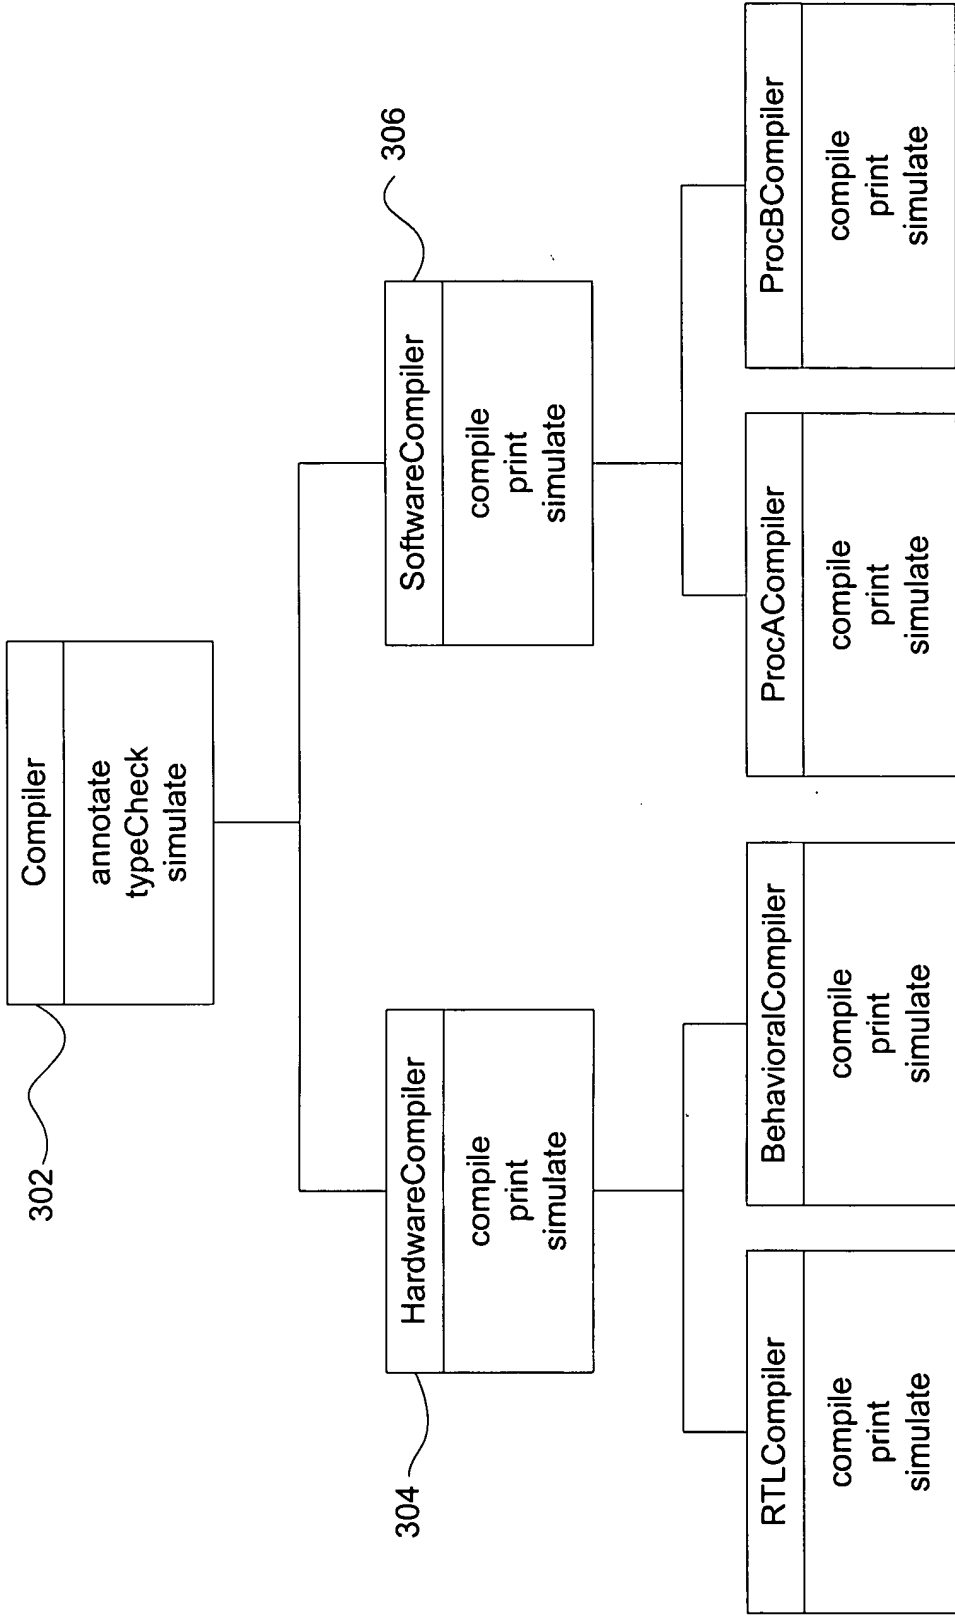 Compiler
annotate
typeCheck
simulate
302
HardwareCompiler
compile
print
simulate
304
SoftwareCompiler
compile
print
simulate
306
RTLCompiler
compile
print
simulate
BehavioralCompiler
compile
print
simulate
ProcACompiler
compile
print
simulate
ProcBCompiler
compile
print
simulate